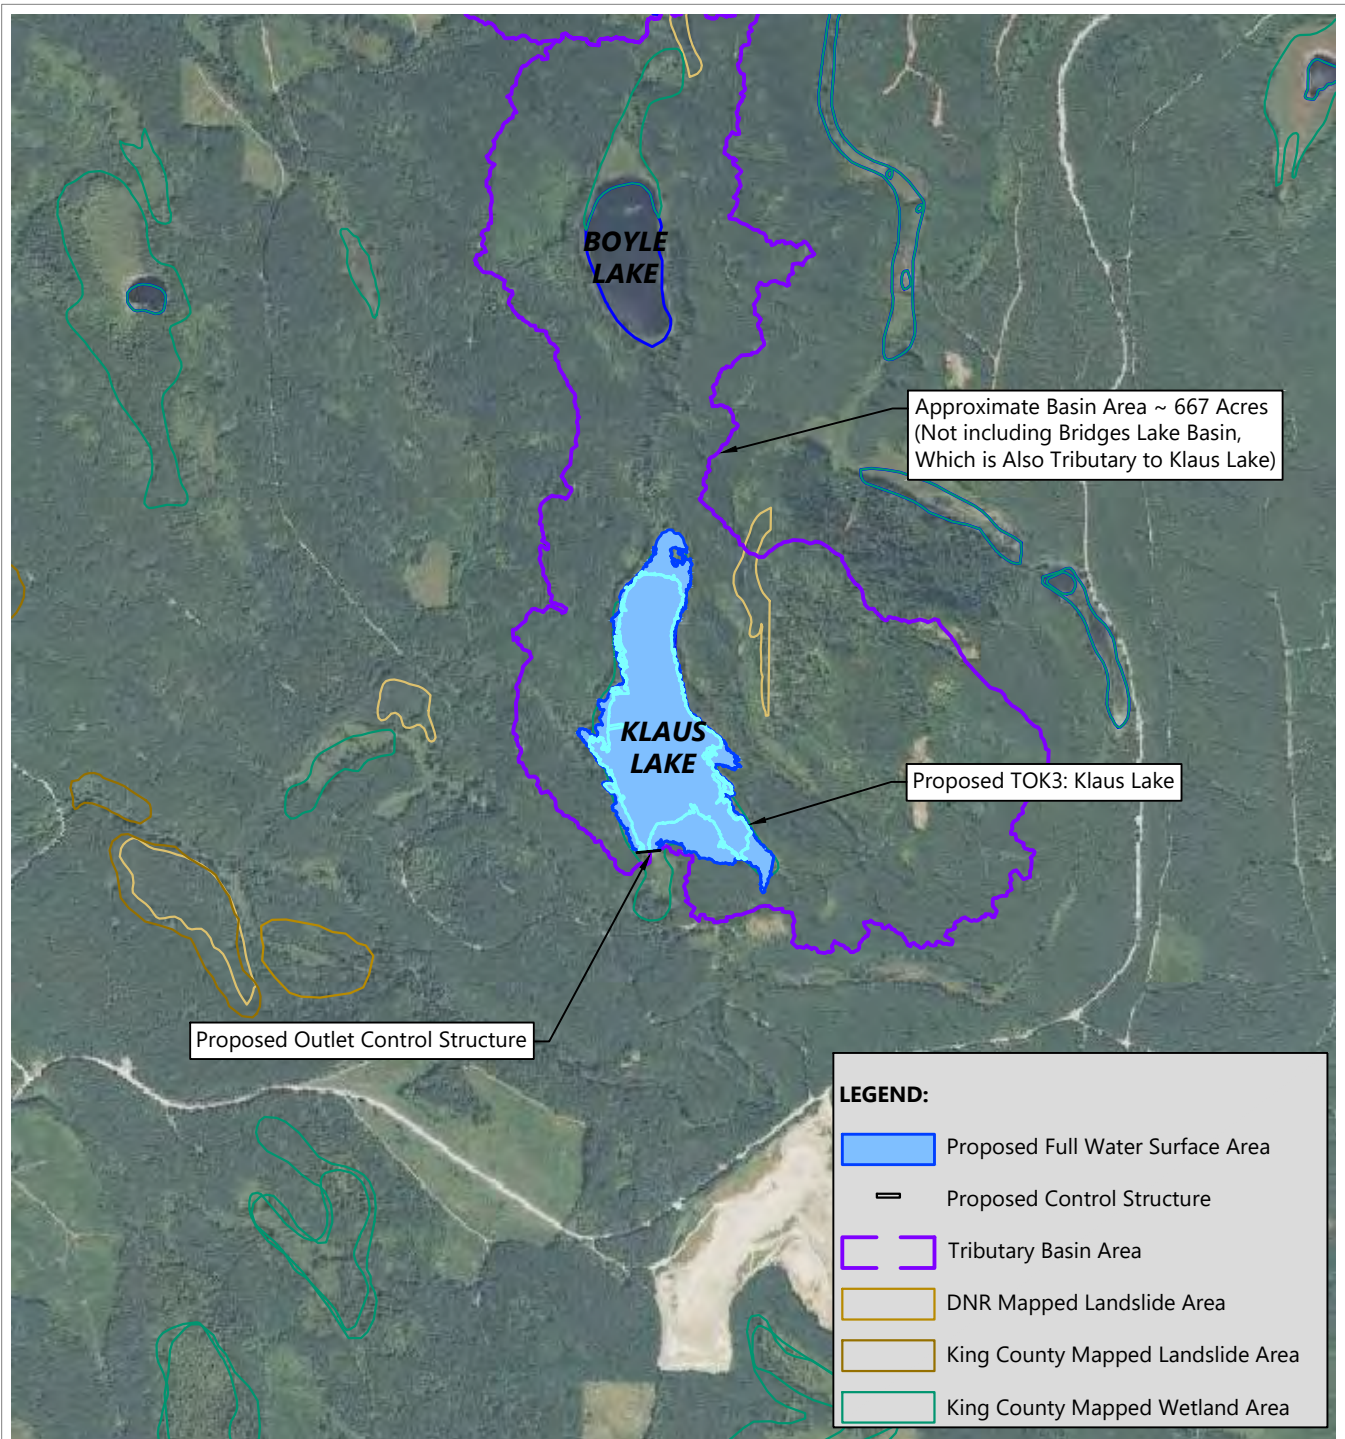 BOYLE
LAKE
Approximate Basin Area ~ 667 Acres
(Not including Bridges Lake Basin,
Which is Also Tributary to Klaus Lake)
KLAUS
LAKE
Proposed TOK3: Klaus Lake
Proposed Outlet Control Structure
LEGEND:
Proposed Full Water Surface Area
Proposed Control Structure
Tributary Basin Area
DNR Mapped Landslide Area
King County Mapped Landslide Area
King County Mapped Wetland Area